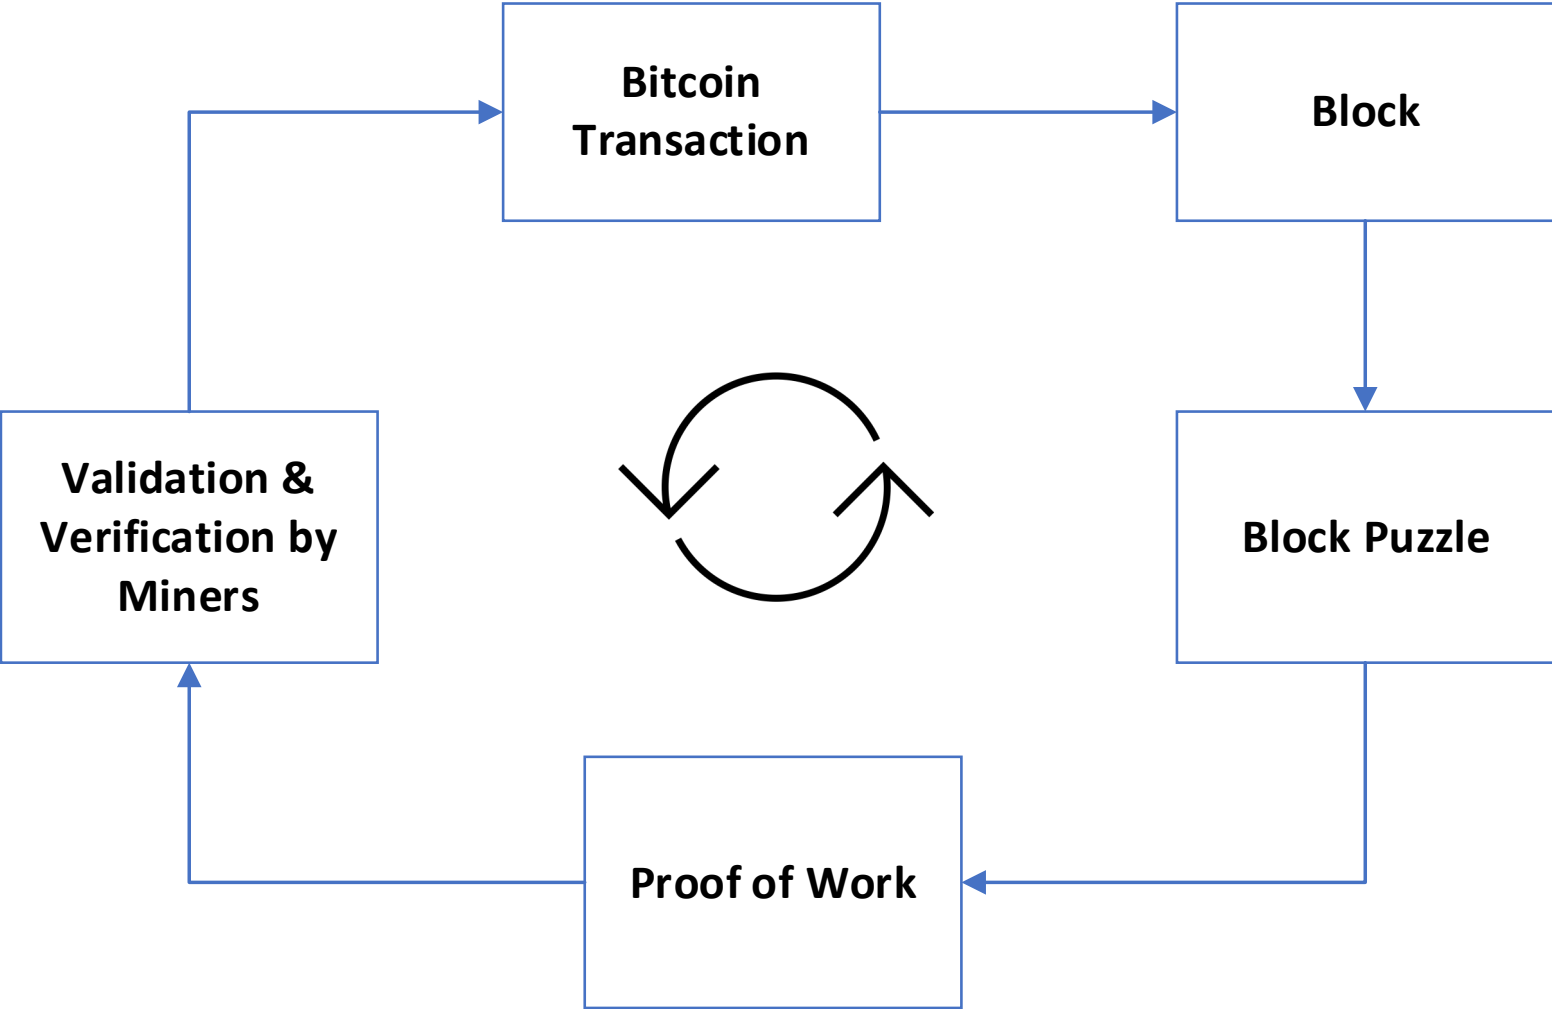 Bitcoin
Transaction
Block
Validation &
Verification by
Miners
Block Puzzle
Proof of Work